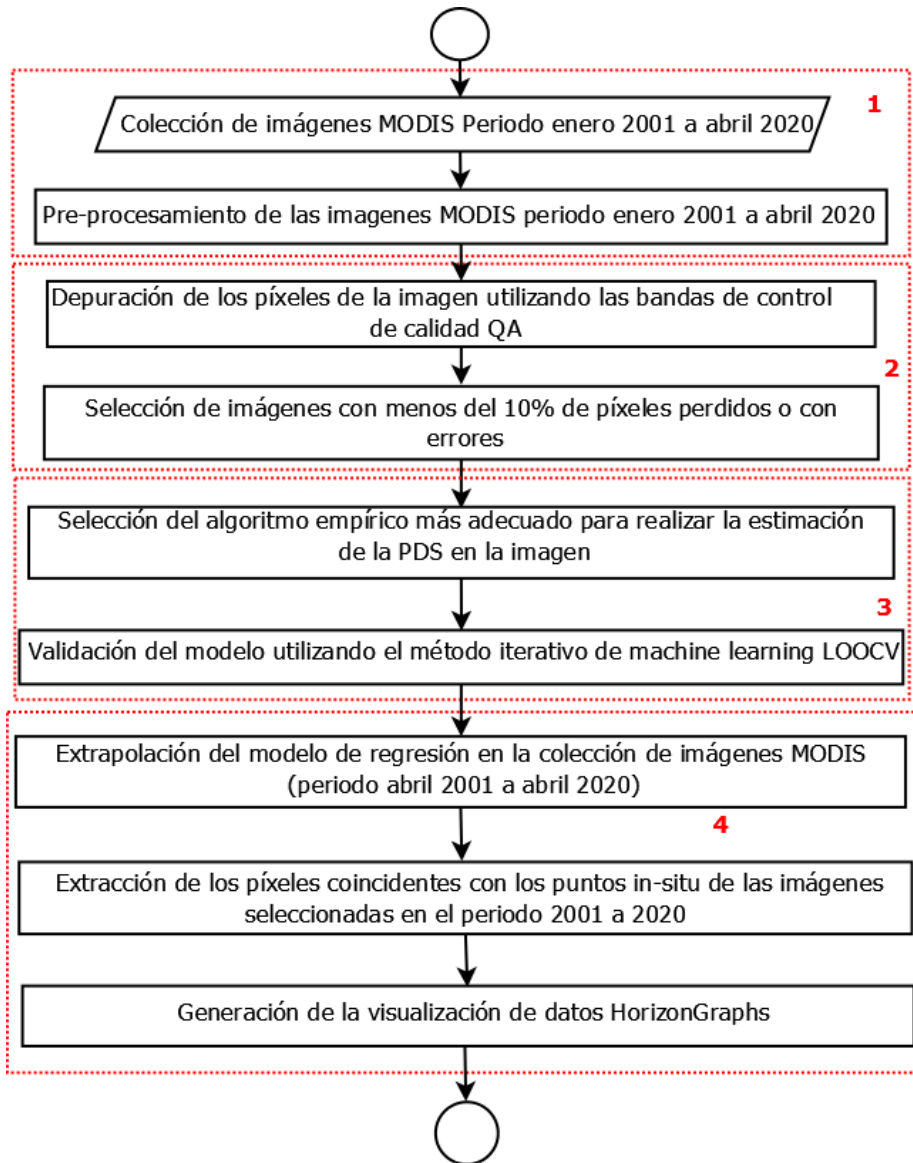 1
Colección de imágenes MODIS Periodo enero 2001 a abril 2020
Pre-procesamiento de las imagenes MODIS periodo enero 2001 a abril 2020
Depuración de los píxeles de la imagen utilizando las bandas de control
de calidad QA
2
Selección de imágenes con menos del 10% de píxeles perdidos o con
errores
Selección del algoritmo empírico más adecuado para realizar la estimación
de la PDS en la imagen
3
Validación del modelo utilizando el método iterativo de machine learning LOOCV
Extrapolación del modelo de regresión en la colección de imágenes MODIS
(periodo abril 2001 a abril 2020)
4
Extracción de los píxeles coincidentes con los puntos in-situ de las imágenes
seleccionadas en el periodo 2001 a 2020
Generación de la visualización de datos HorizonGraphs